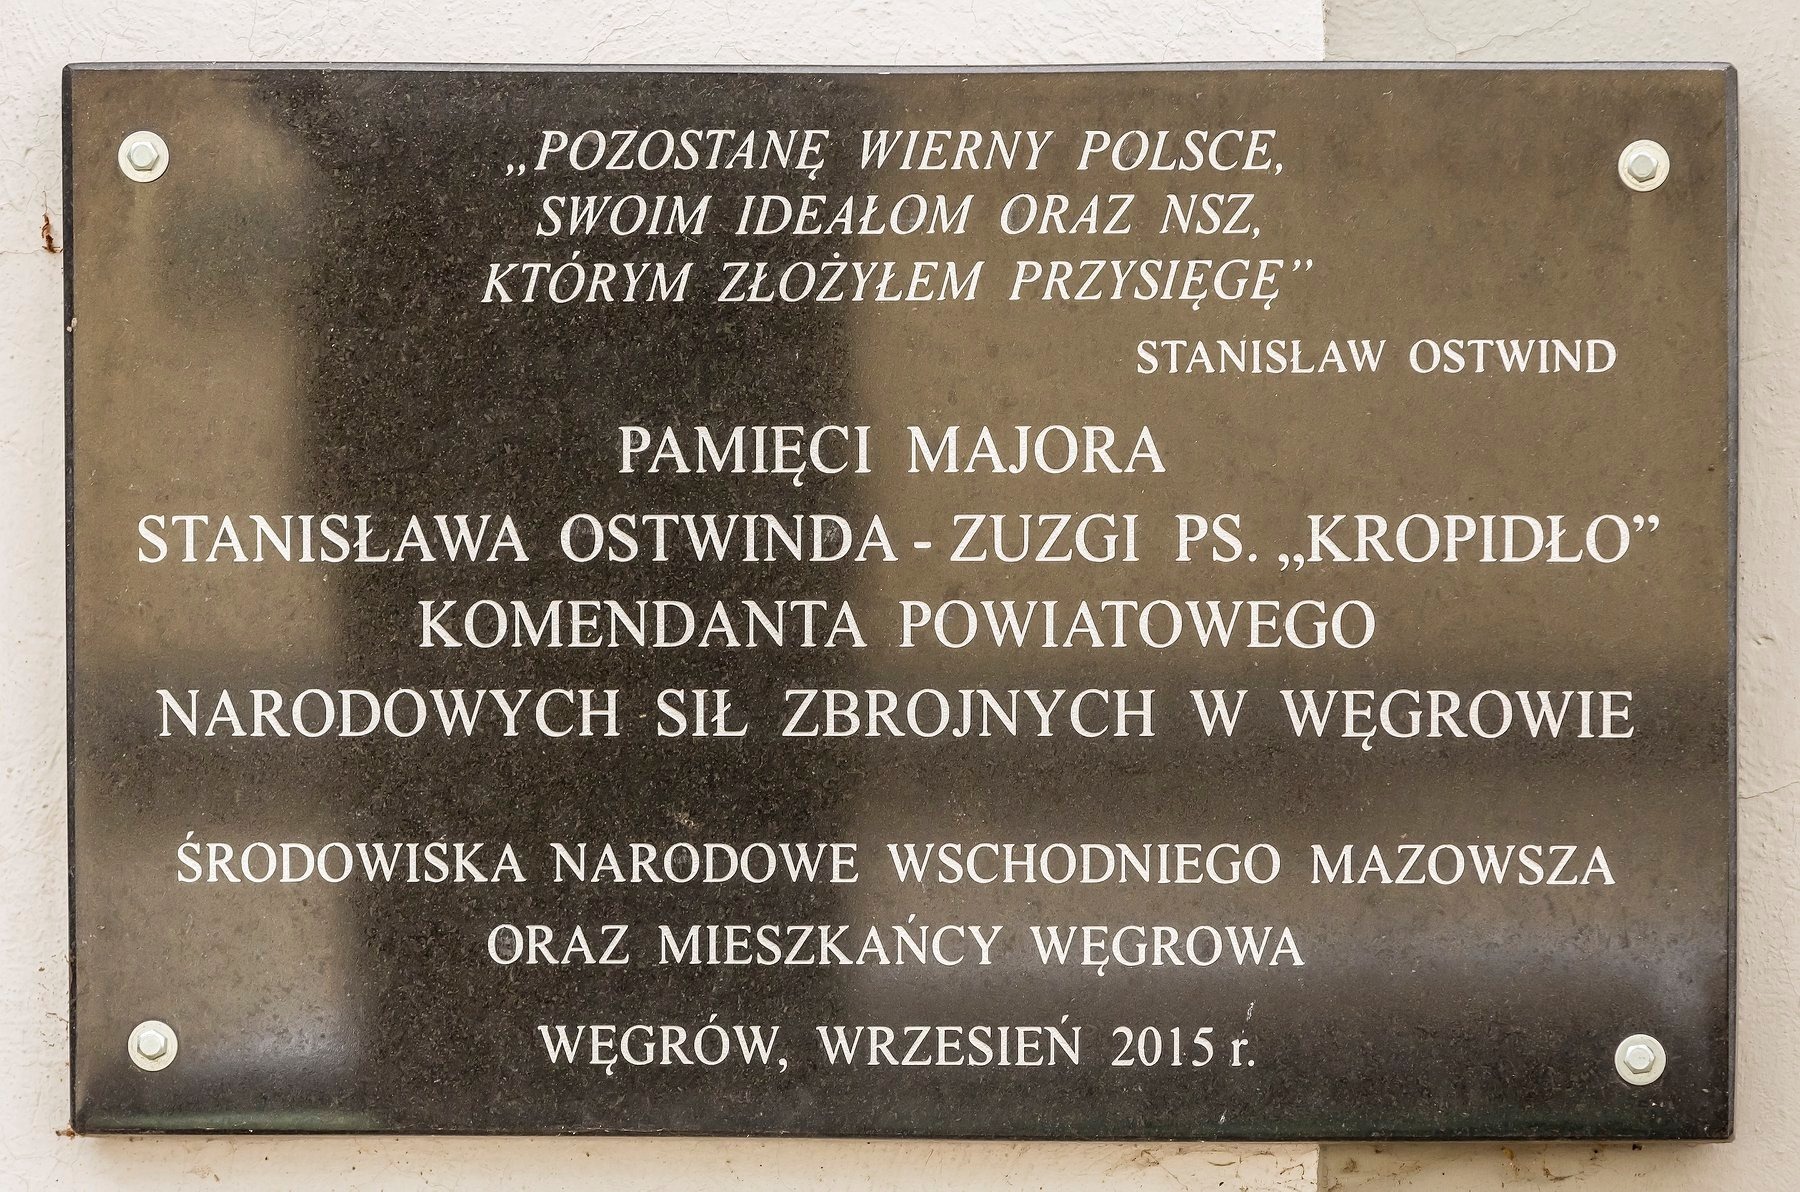 „POZOSTANĘ WIERNY POLSCE,
SWOIM IDEAŁOM ORAZ NSZ,
KTÓRYM ZŁOŻYŁEM PRZYSIĘGĘ”
STANISŁAW OSTWIND
PAMIĘCI MAJORA
STANISŁAWA OSTWINDA - ZUZGI PS. „KROPIDŁO”
KOMENDANTA POWIATOWEGO
NARODOWYCH SIŁ ZBROJNYCH W WĘGROWIE
ŚRODOWISKA NARODOWE WSCHODNIEGO MAZOWSZA
ORAZ MIESZKAŃCY WĘGROWA
WĘGRÓW, WRZESIEŃ 2015 r.